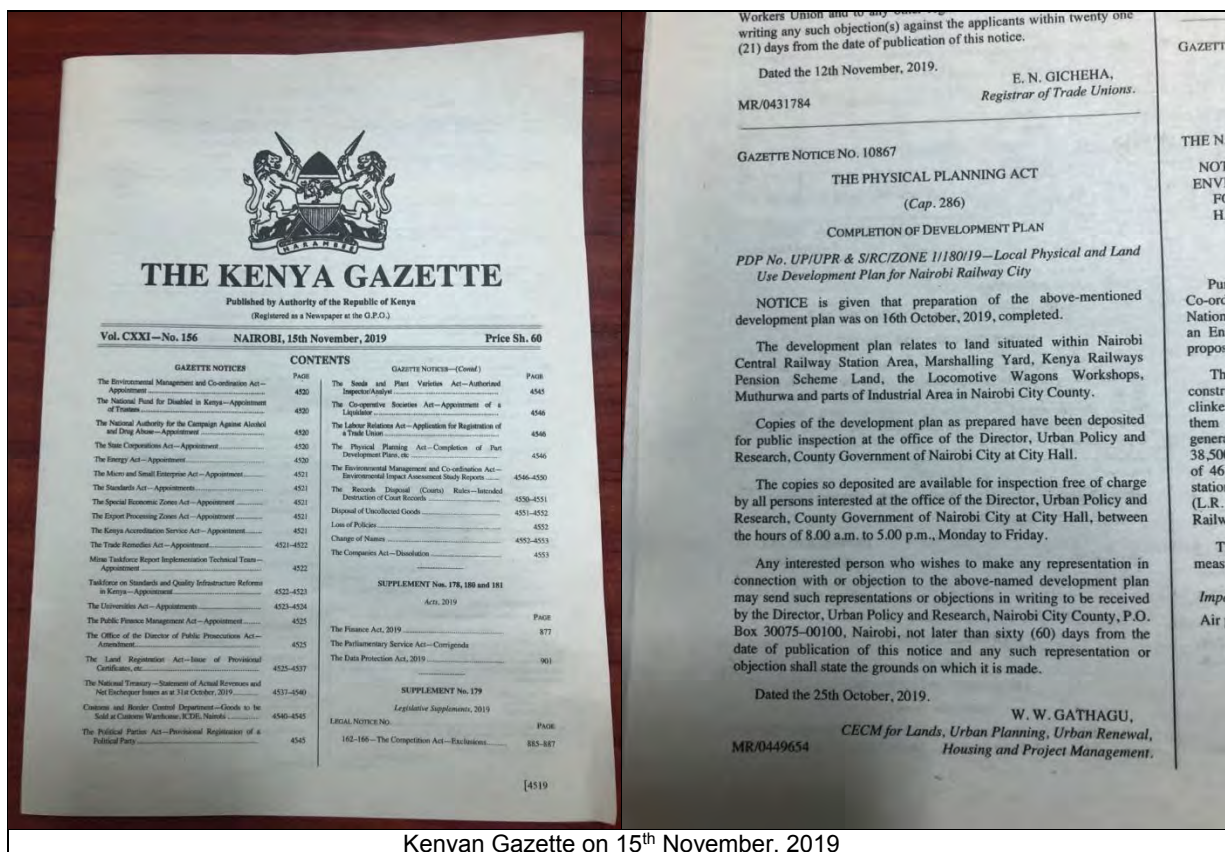 HARAMBEE
THE KENYA GAZETTE
Published by Authority of the Republic of Kenya
(Registered as a Newspaper at the G.P.O.)
Vol. CXXI—No. 156 NAIROBI, 15th November, 2019 Price Sh. 60
CONTENTS
GAZETTE NOTICES
PAGE
The Environmental Management and Co-ordination Act—
Appointment 4520
The National Fund for Disabled in Kenya—Appointment
of Trustees 4520
The National Authority for the Campaign Against Alcohol
and Drug Abuse—Appointment 4520
The State Corporations Act—Appointment 4520
The Energy Act—Appointment 4520
The Micro and Small Enterprise Act—Appointment 4521
The Standards Act—Appointments 4521
The Special Economic Zones Act—Appointment 4521
The Export Processing Zones Act—Appointment 4521
The Kenya Accreditation Service Act—Appointment 4521
The Trade Remedies Act—Appointment 4521–4522
Taskforce Report Implementation Technical Team—
Appointment 4522
Taskforce on Standards and Quality Infrastructure Reforms
in Kenya—Appointment 4522–4523
The Universities Act—Appointments 4523–4524
The Public Finance Management Act—Appointment 4525
The Office of the Director of Public Prosecutions Act—
Amendment 4525
The Land Registration Act—Issue of Provisional
Certificates, etc 4525–4537
The National Treasury—Statement of Actual Revenues and
Net Exchequer Issues as at 31st October, 2019 4537–4540
Customs and Border Control Department—Goods to be
Sold at Customs Warehouse, ICDE, Nairobi 4540–4545
The Political Parties Act—Provisional Registration of a
Political Party 4545
GAZETTE NOTICES—(Contd.)
PAGE
The Seeds and Plant Varieties Act—Authorized
Inspector/Analyst 4545
The Co-operative Societies Act—Appointment of a
Liquidator 4546
The Labour Relations Act—Application for Registration of
a Trade Union 4546
The Physical Planning Act—Completion of Part
Development Plans, etc 4546
The Environmental Management and Co-ordination Act—
Environmental Impact Assessment Study Reports 4546–4550
The Records Disposal (Courts) Rules—Intended
Destruction of Court Records 4550–4551
Disposal of Uncollected Goods 4551–4552
Loss of Policies 4552
Change of Names 4552–4553
The Companies Act—Dissolution 4553
SUPPLEMENT Nos. 178, 180 and 181
Acts, 2019
PAGE
The Finance Act, 2019 877
The Parliamentary Service Act—Corrigenda
The Data Protection Act, 2019 901
SUPPLEMENT No. 179
Legislative Supplements, 2019
LEGAL NOTICE NO. PAGE
162–166—The Competition Act—Exclusions 885–887
[4519
Workers Union and to any other
writing any such objection(s) against the applicants within twenty one
(21) days from the date of publication of this notice.
Dated the 12th November, 2019.
E. N. GICHEHA,
MR/0431784 Registrar of Trade Unions.
GAZETTE NOTICE NO. 10867
THE PHYSICAL PLANNING ACT
(Cap. 286)
COMPLETION OF DEVELOPMENT PLAN
PDP No. UP/UPR & S/RC/ZONE 1/180/19—Local Physical and Land
Use Development Plan for Nairobi Railway City
NOTICE is given that preparation of the above-mentioned
development plan was on 16th October, 2019, completed.
The development plan relates to land situated within Nairobi
Central Railway Station Area, Marshalling Yard, Kenya Railways
Pension Scheme Land, the Locomotive Wagons Workshops,
Muthurwa and parts of Industrial Area in Nairobi City County.
Copies of the development plan as prepared have been deposited
for public inspection at the office of the Director, Urban Policy and
Research, County Government of Nairobi City at City Hall.
The copies so deposited are available for inspection free of charge
by all persons interested at the office of the Director, Urban Policy and
Research, County Government of Nairobi City at City Hall, between
the hours of 8.00 a.m. to 5.00 p.m., Monday to Friday.
Any interested person who wishes to make any representation in
connection with or objection to the above-named development plan
may send such representations or objections in writing to be received
by the Director, Urban Policy and Research, Nairobi City County, P.O.
Box 30075–00100, Nairobi, not later than sixty (60) days from the
date of publication of this notice and any such representation or
objection shall state the grounds on which it is made.
Dated the 25th October, 2019.
W. W. GATHAGU,
CECM for Lands, Urban Planning, Urban Renewal,
MR/0449654 Housing and Project Management.
Kenyan Gazette on 15th November, 2019